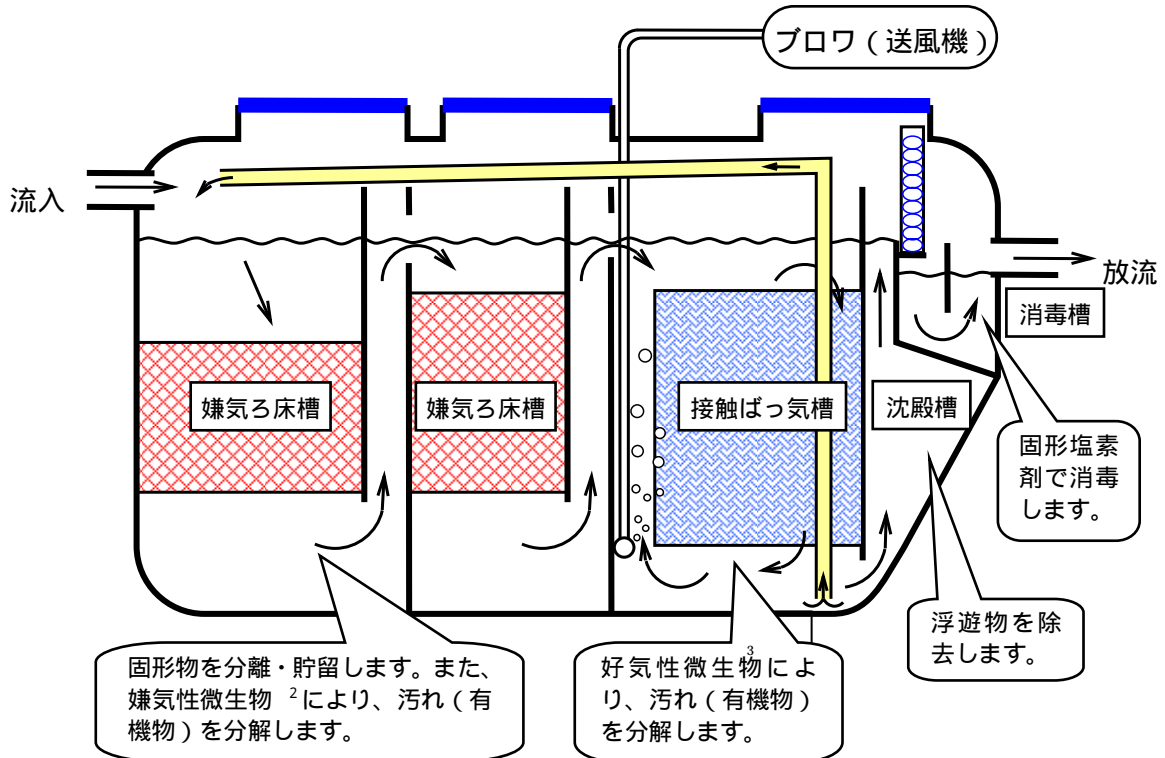 ブロワ（送風機）
流入
放流
消毒槽
嫌気ろ床槽
嫌気ろ床槽
接触ばっ気槽
沈殿槽
固形塩素
剤で消毒
します。
浮遊物を除
去します。
固形物を分離・貯留します。また、
嫌気性微生物 2 により、汚れ（有
機物）を分解します。
好気性微生物3によ
り、汚れ（有機物）
を分解します。